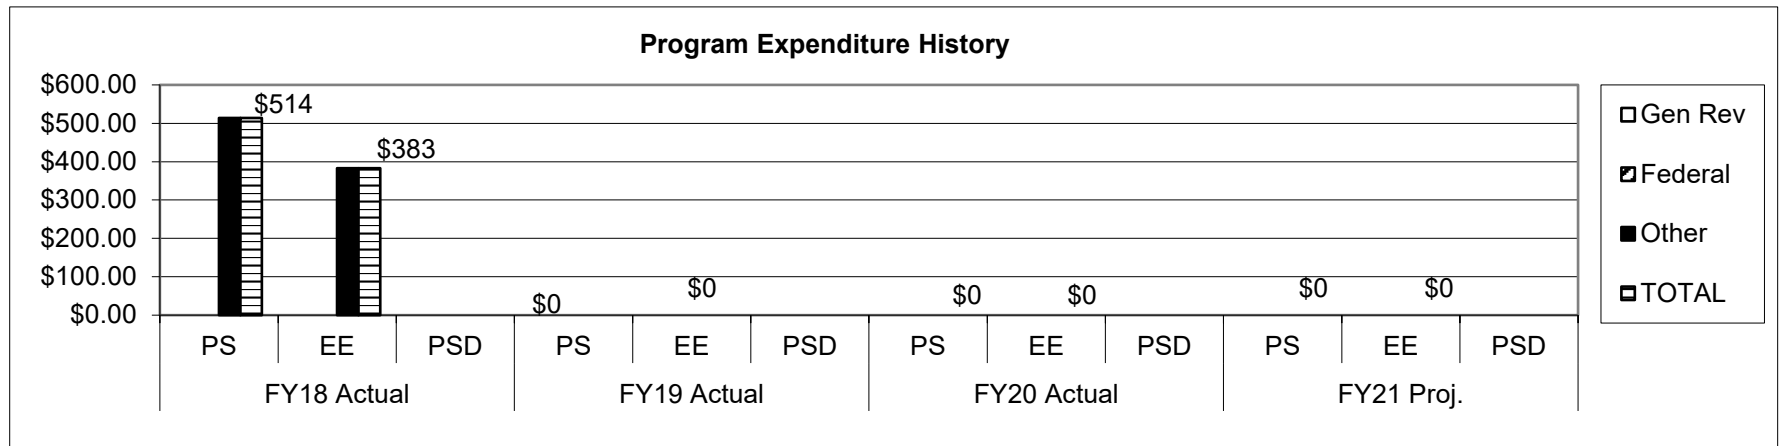 Program Expenditure History
$600.00
$500.00
$400.00
$300.00
$200.00
$100.00
$0.00
$514
$383
$0
$0
$0
$0
$0
$0
PS EE PSD PS EE PSD PS EE PSD PS EE PSD
FY18 Actual FY19 Actual FY20 Actual FY21 Proj.
Gen Rev
Federal
Other
TOTAL